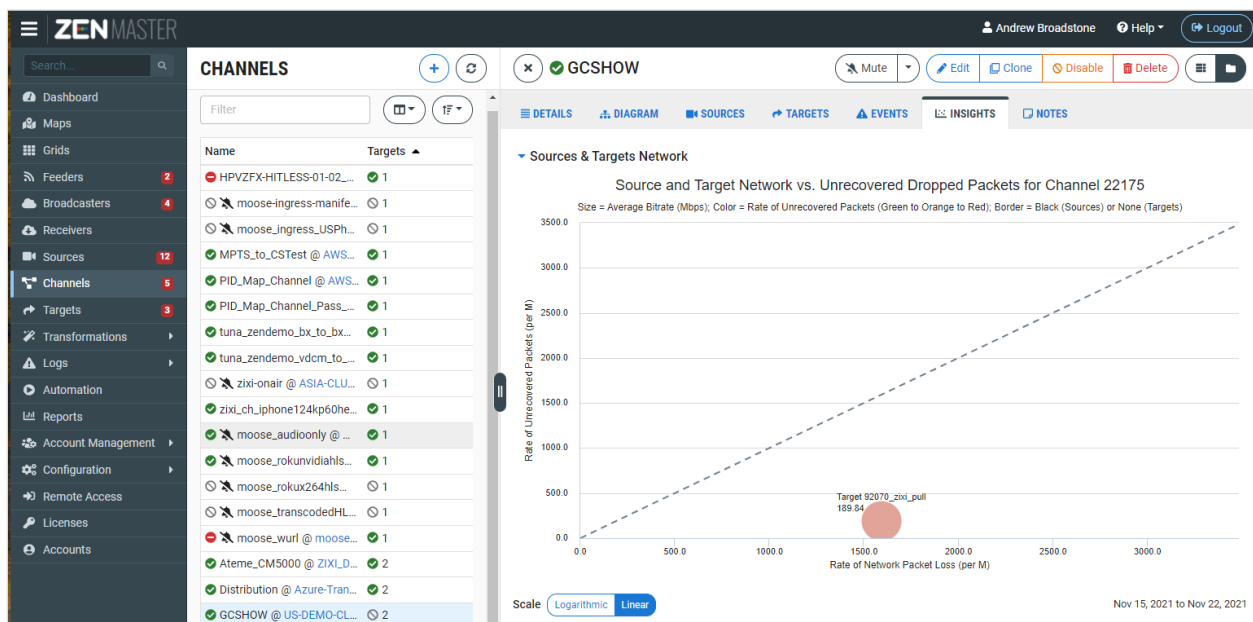 ZENMASTER
Andrew Broadstone
Help
Logout
Search...
Dashboard
Maps
Grids
Feeders 2
Broadcasters 4
Receivers
Sources 12
Channels 5
Targets 3
Transformations
Logs
Automation
Reports
Account Management
Configuration
Remote Access
Licenses
Accounts
CHANNELS
Filter
Name Targets
HPVZFX-HITLESS-01-02_... 1
moose-ingress-manife... 1
moose_ingress_USPh... 1
MPTS_to_CSTest @ AWS... 1
PID_Map_Channel @ AWS... 1
PID_Map_Channel_Pass_... 1
tuna_zendemo_bx_to_bx... 1
tuna_zendemo_vdcm_to_... 1
zixi-onair @ ASIA-CLU... 1
zixi_ch_iphone124kp60he... 1
moose_audioonly @ ... 1
moose_rokunvidiahls... 1
moose_rokux264hls... 1
moose_transcodedHL... 1
moose_wurl @ moose... 1
Ateme_CM5000 @ ZIXI_D... 2
Distribution @ Azure-Tran... 2
GCSHOW @ US-DEMO-CL... 2
GCSHOW
Mute
Edit
Clone
Disable
Delete
DETAILS
DIAGRAM
SOURCES
TARGETS
EVENTS
INSIGHTS
NOTES
Sources & Targets Network
Source and Target Network vs. Unrecovered Dropped Packets for Channel 22175
Size = Average Bitrate (Mbps); Color = Rate of Unrecovered Packets (Green to Orange to Red); Border = Black (Sources) or None (Targets)
Rate of Unrecovered Packets (per M)
3500.0
3000.0
2500.0
2000.0
1500.0
1000.0
500.0
0.0
Target 92070_zixi_pull
189.84
0.0 500.0 1000.0 1500.0 2000.0 2500.0 3000.0
Rate of Network Packet Loss (per M)
Scale Logarithmic Linear
Nov 15, 2021 to Nov 22, 2021